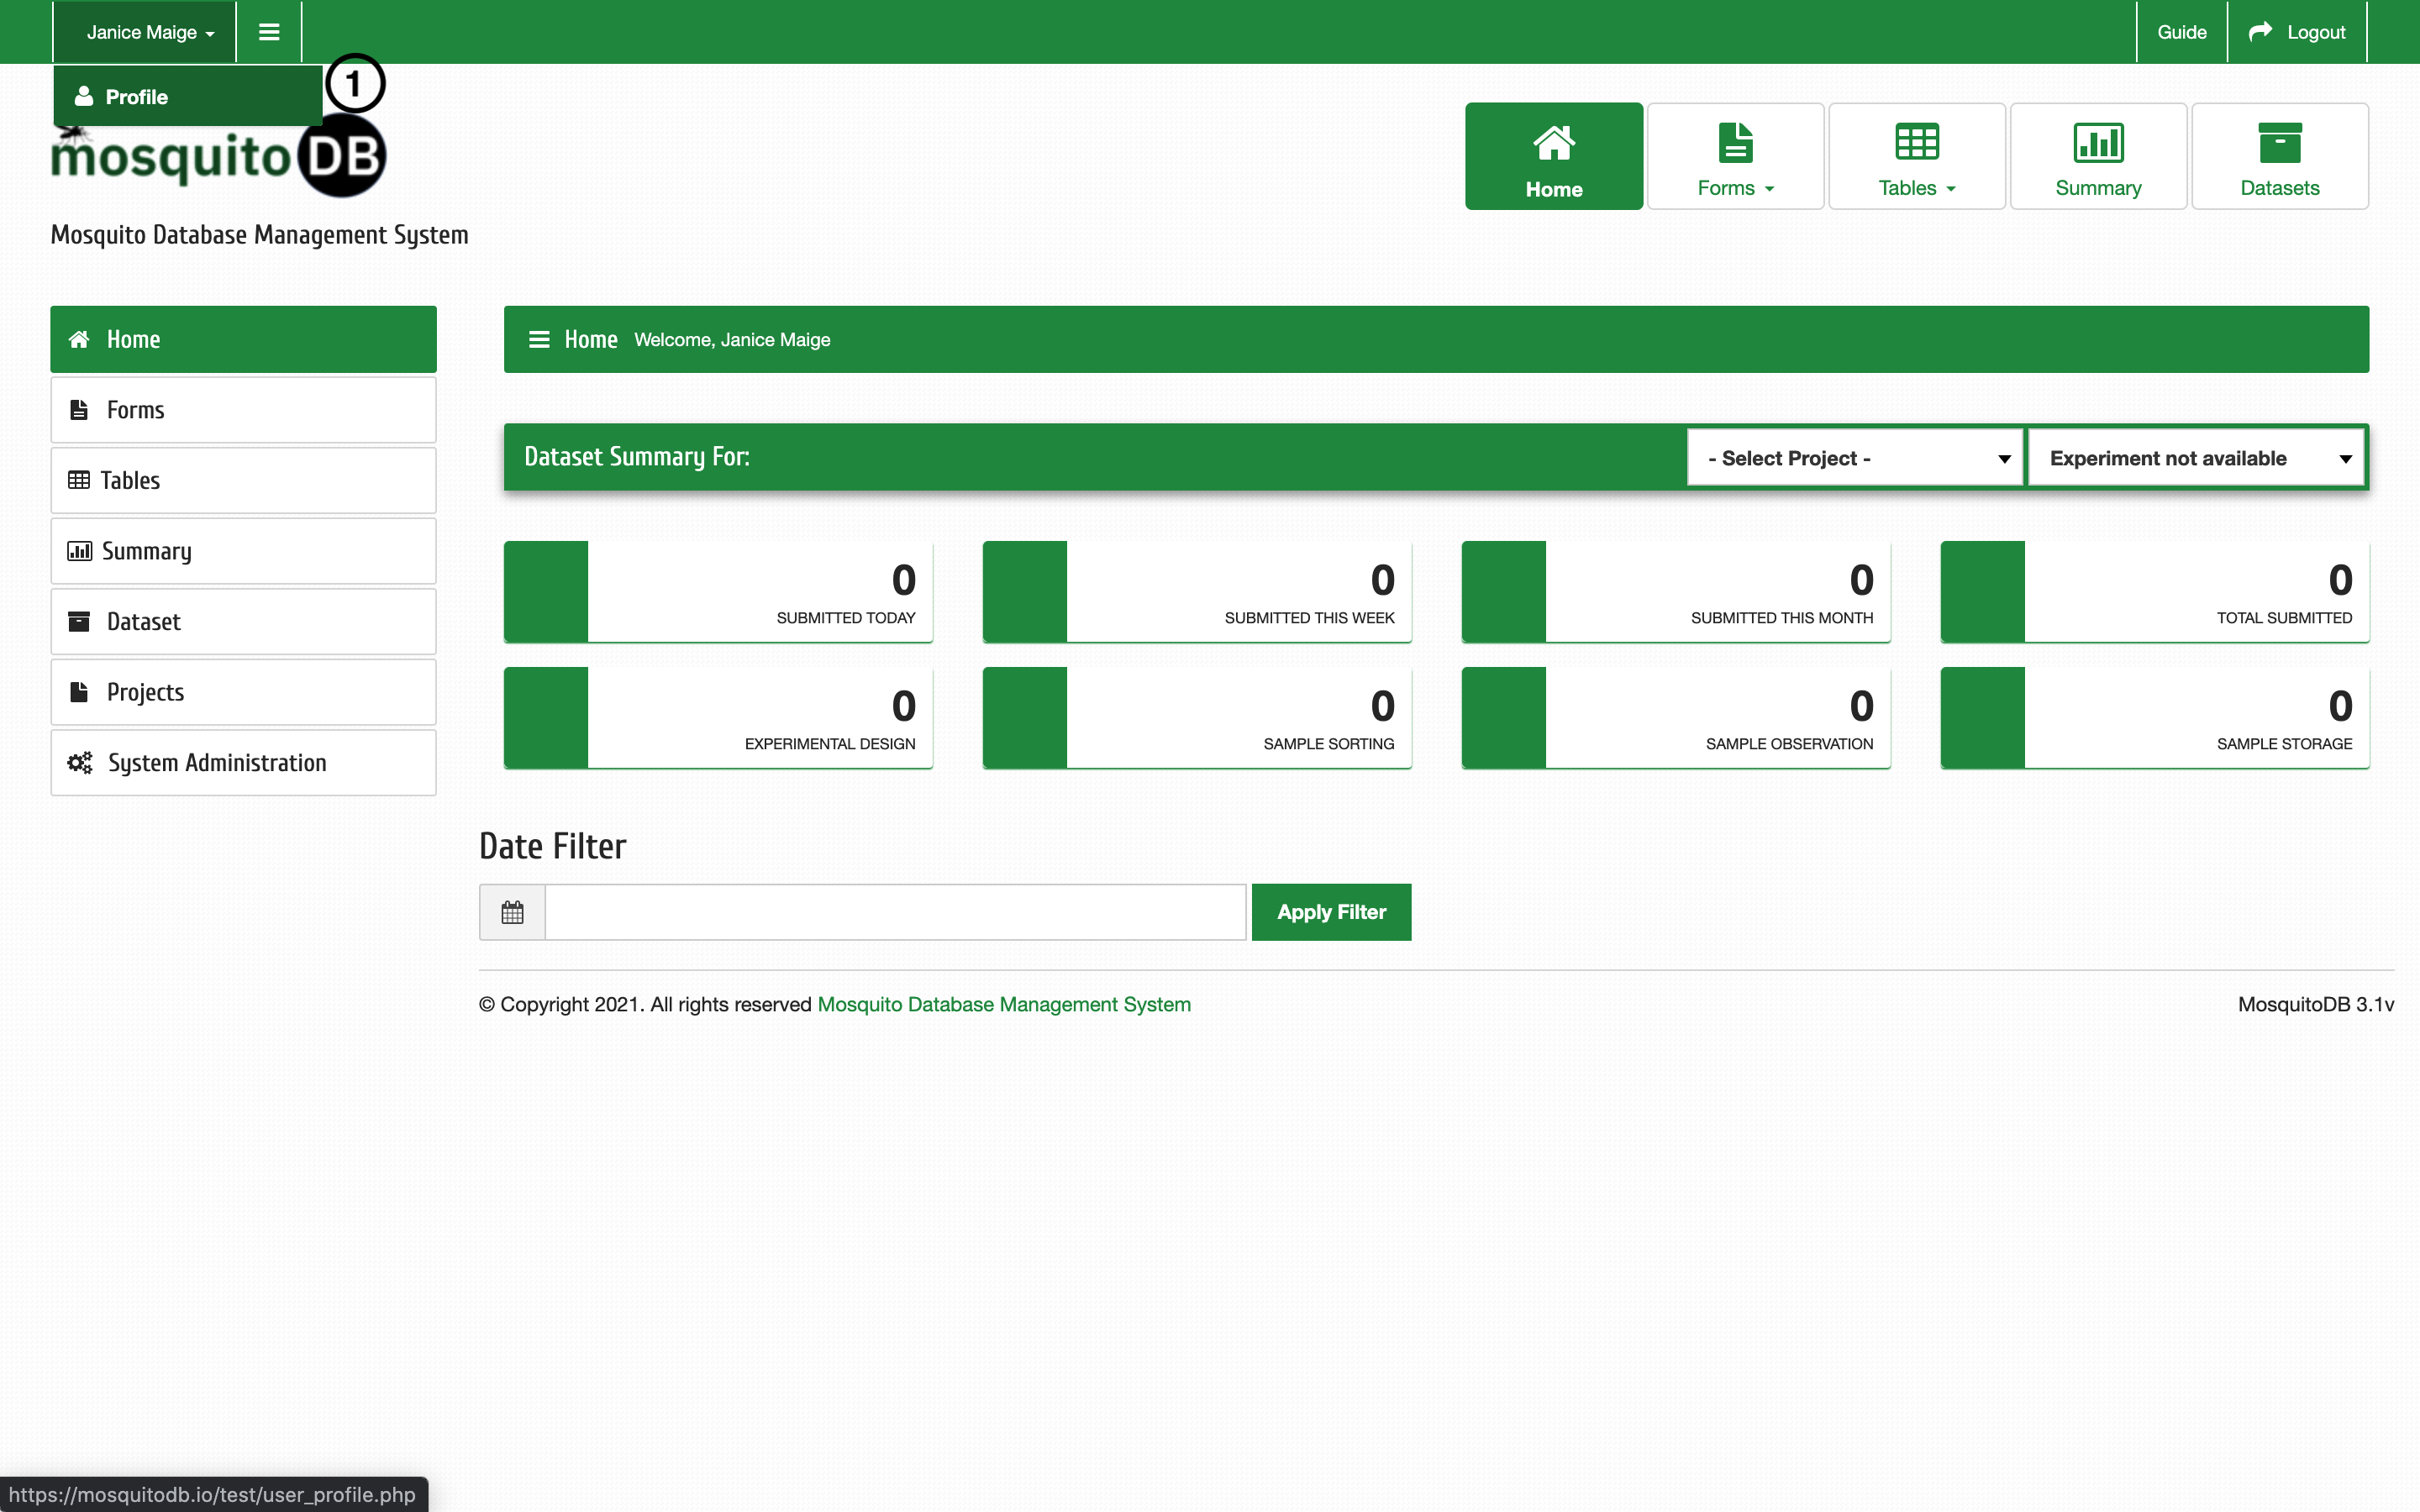 Janice Maige
Guide
Logout
Profile
1
mosquito DB
Mosquito Database Management System
Home
Forms
Tables
Summary
Datasets
Home
Forms
Tables
Summary
Dataset
Projects
System Administration
Home Welcome, Janice Maige
Dataset Summary For:
- Select Project -
Experiment not available
0
SUBMITTED TODAY
0
SUBMITTED THIS WEEK
0
SUBMITTED THIS MONTH
0
TOTAL SUBMITTED
0
EXPERIMENTAL DESIGN
0
SAMPLE SORTING
0
SAMPLE OBSERVATION
0
SAMPLE STORAGE
Date Filter
Apply Filter
© Copyright 2021. All rights reserved Mosquito Database Management System
MosquitoDB 3.1v
https://mosquitodb.io/test/user_profile.php